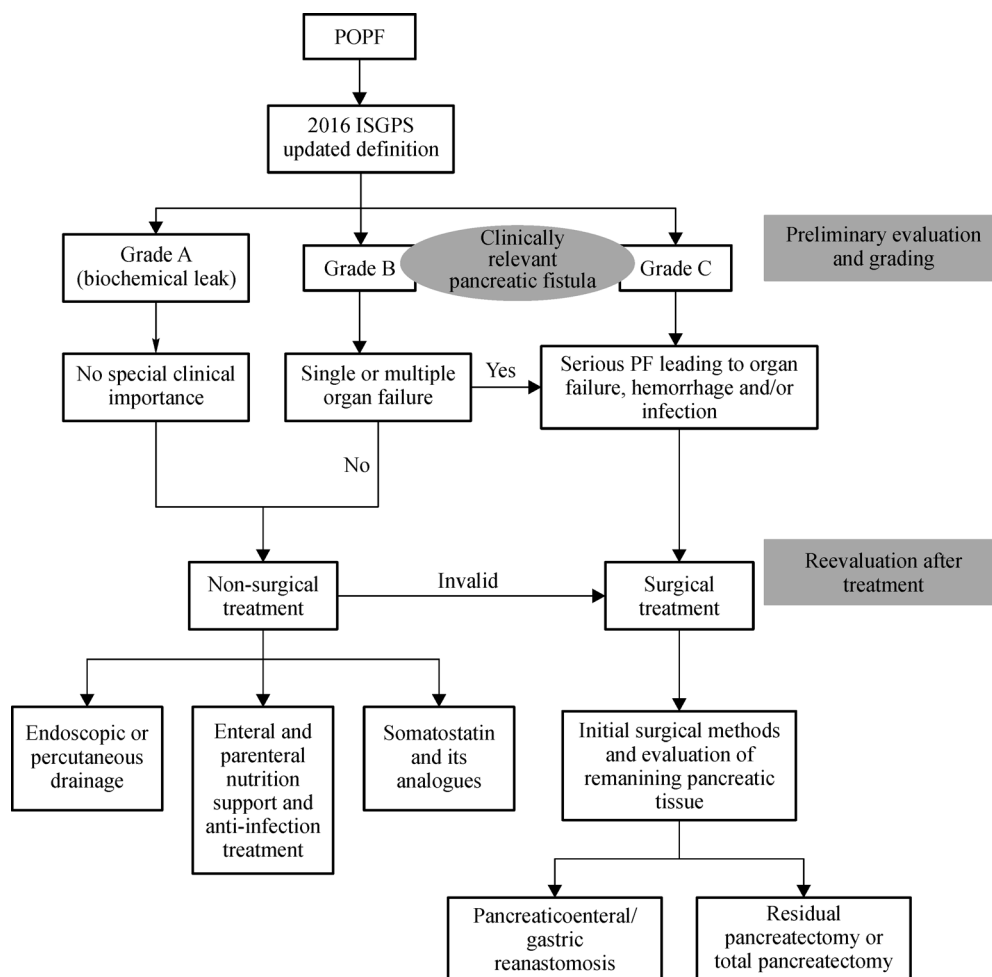 POPF
2016 ISGPS
updated definition
Grade A
(biochemical leak)
Grade B
Clinically
relevant
pancreatic fistula
Grade C
Preliminary evaluation
and grading
No special clinical
importance
Single or multiple
organ failure
Yes
Serious PF leading to organ
failure, hemorrhage and/or
infection
No
Non-surgical
treatment
Invalid
Surgical
treatment
Reevaluation after
treatment
Endoscopic or
percutaneous
drainage
Enteral and
parenteral
nutrition
support and
anti-infection
treatment
Somatostatin
and its
analogues
Initial surgical methods
and evaluation of
remanining pancreatic
tissue
Pancreaticoenteral/
gastric
reanastomosis
Residual
pancreatectomy or
total pancreatectomy